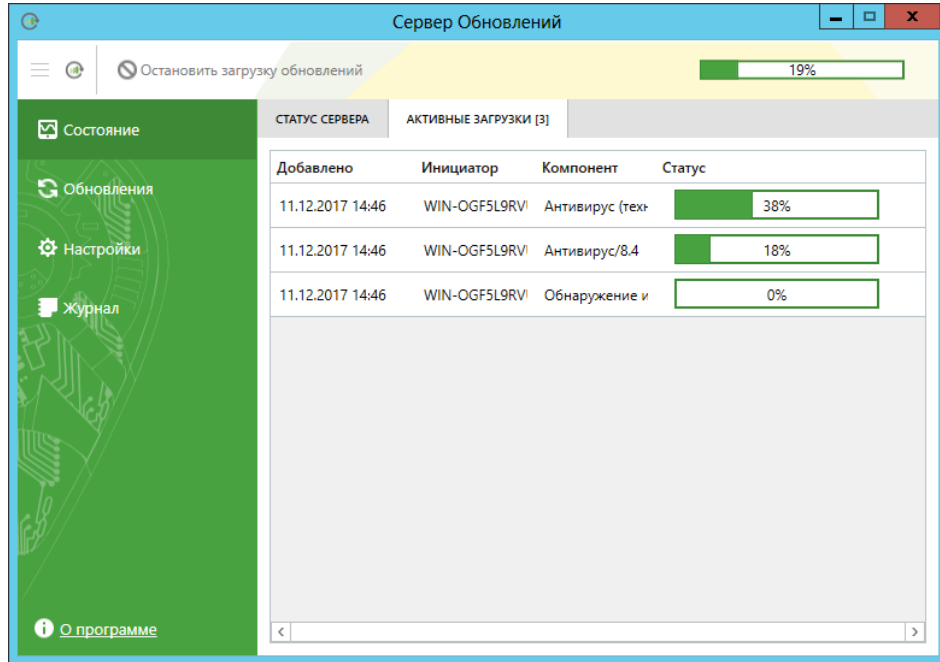 Сервер Обновлений
Остановить загрузку обновлений
19%
Состояние
Обновления
Настройки
Журнал
О программе
СТАТУС СЕРВЕРА АКТИВНЫЕ ЗАГРУЗКИ [3]
Добавлено Инициатор Компонент Статус
11.12.2017 14:46 WIN-OGF5L9RV Антивирус (техн 38%
11.12.2017 14:46 WIN-OGF5L9RV Антивирус/8.4 18%
11.12.2017 14:46 WIN-OGF5L9RV Обнаружение и 0%